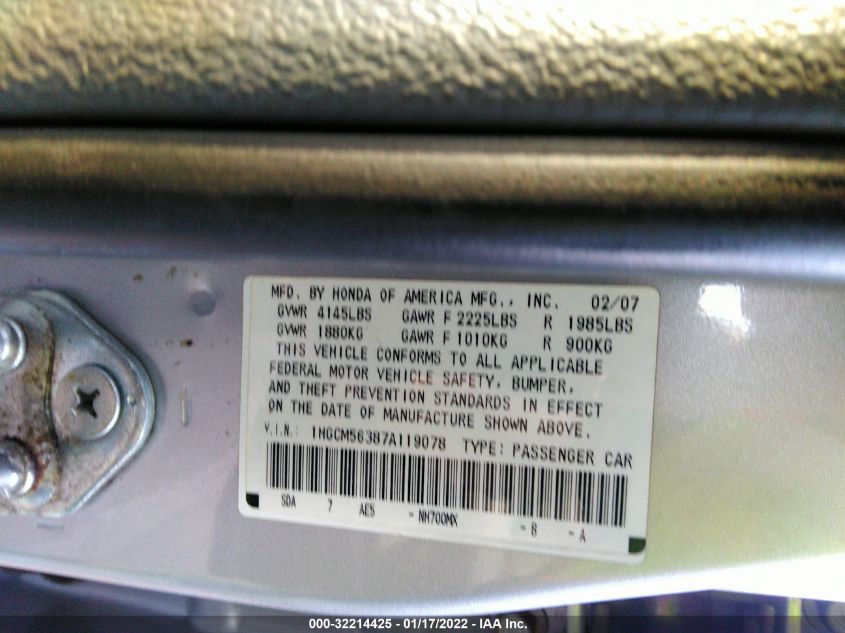 MFD. BY HONDA OF AMERICA MFG., INC. 02/07
GVWR 4145LBS GAWR F 2225LBS R 1985LBS
GVWR 1880KG GAWR F 1010KG R 900KG
THIS VEHICLE CONFORMS TO ALL APPLICABLE
FEDERAL MOTOR VEHICLE SAFETY, BUMPER,
AND THEFT PREVENTION STANDARDS IN EFFECT
ON THE DATE OF MANUFACTURE SHOWN ABOVE.
V.I.N.: 1HGCM56387A119078 TYPE: PASSENGER CAR
SDA 7 AE5 - NH700MX - B - A
000-32214425 - 01/17/2022 - IAA Inc.